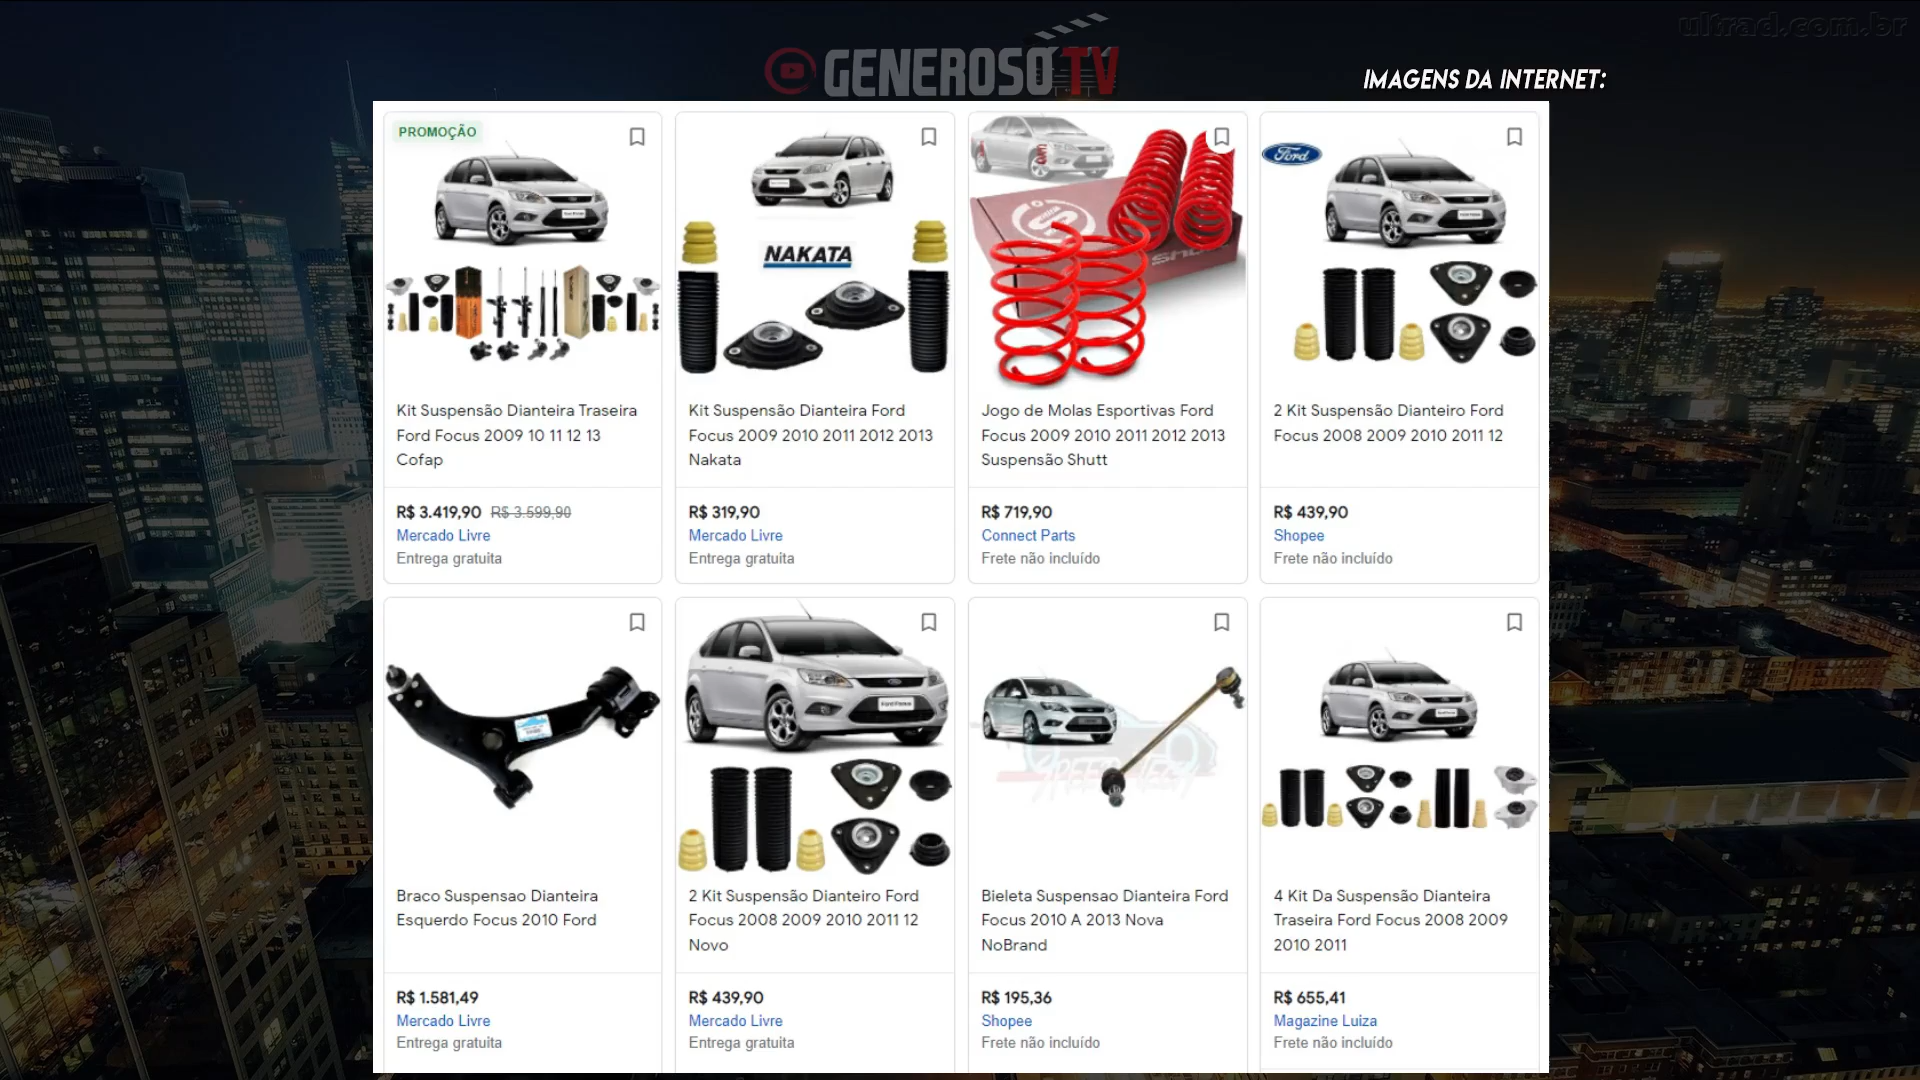 ultrad.com.br
GENEROSO TV
IMAGENS DA INTERNET:
PROMOÇÃO
Ford
NAKATA
Kit Suspensão Dianteira Traseira
Ford Focus 2009 10 11 12 13
Cofap
R$ 3.419,90 R$ 3.599,90
Mercado Livre
Entrega gratuita
Kit Suspensão Dianteira Ford
Focus 2009 2010 2011 2012 2013
Nakata
R$ 319,90
Mercado Livre
Entrega gratuita
Jogo de Molas Esportivas Ford
Focus 2009 2010 2011 2012 2013
Suspensão Shutt
R$ 719,90
Connect Parts
Frete não incluído
2 Kit Suspensão Dianteiro Ford
Focus 2008 2009 2010 2011 12
R$ 439,90
Shopee
Frete não incluído
Braco Suspensao Dianteira
Esquerdo Focus 2010 Ford
R$ 1.581,49
Mercado Livre
Entrega gratuita
2 Kit Suspensão Dianteiro Ford
Focus 2008 2009 2010 2011 12
Novo
R$ 439,90
Mercado Livre
Entrega gratuita
Bieleta Suspensao Dianteira Ford
Focus 2010 A 2013 Nova
NoBrand
R$ 195,36
Shopee
Frete não incluído
4 Kit Da Suspensão Dianteira
Traseira Ford Focus 2008 2009
2010 2011
R$ 655,41
Magazine Luiza
Frete não incluído